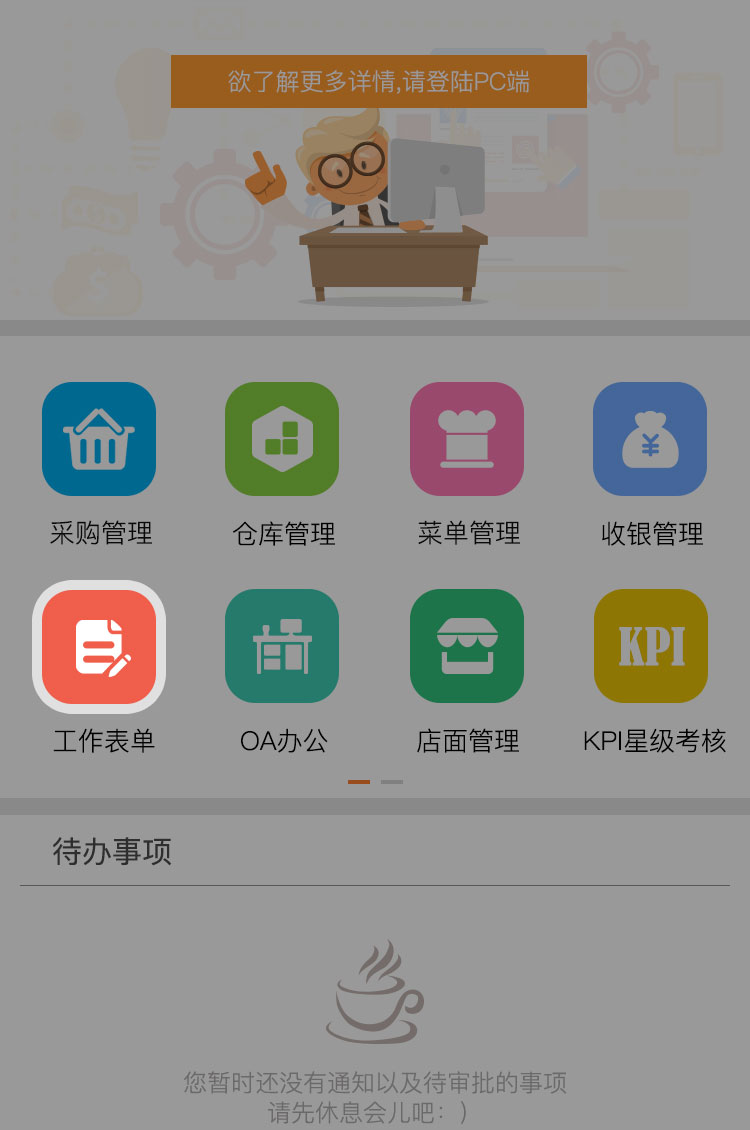 欲了解更多详情,请登陆PC端
采购管理
仓库管理
菜单管理
收银管理
工作表单
OA办公
店面管理
KPI
KPI星级考核
待办事项
您暂时还没有通知以及待审批的事项
请先休息会儿吧:)